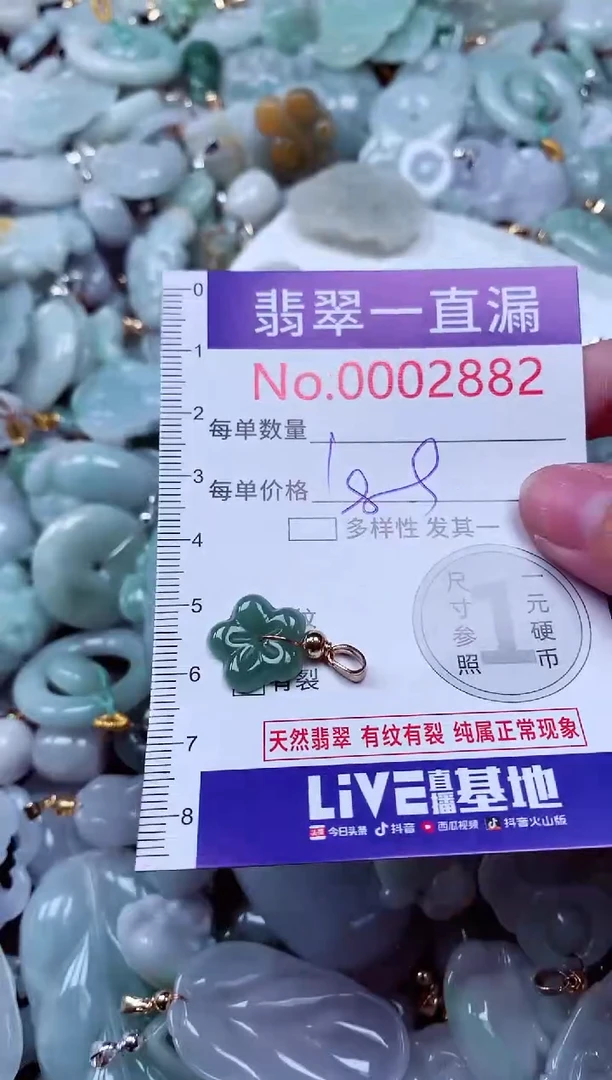 翡翠一直漏
No.0002882
每单数量
每单价格
多样性 发其一
有裂
尺寸参照
1
一元硬币
天然翡翠 有纹有裂 纯属正常现象
LiVE直播基地
今日头条 抖音 西瓜视频 抖音火山版
0
1
2
3
4
5
6
7
8